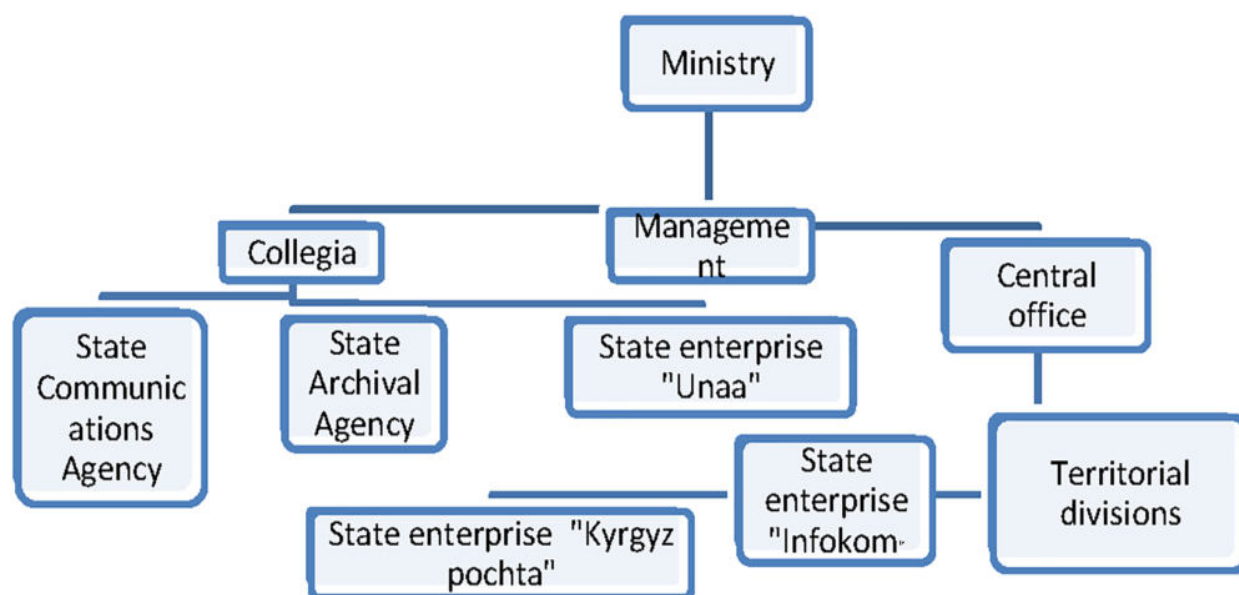 Ministry
Manageme
nt
Collegia
Central
office
State
Communic
ations
Agency
State
Archival
Agency
State enterprise
"Unaa"
State
enterprise
"Infokom"
Territorial
divisions
State enterprise "Kyrgyz
pochta"